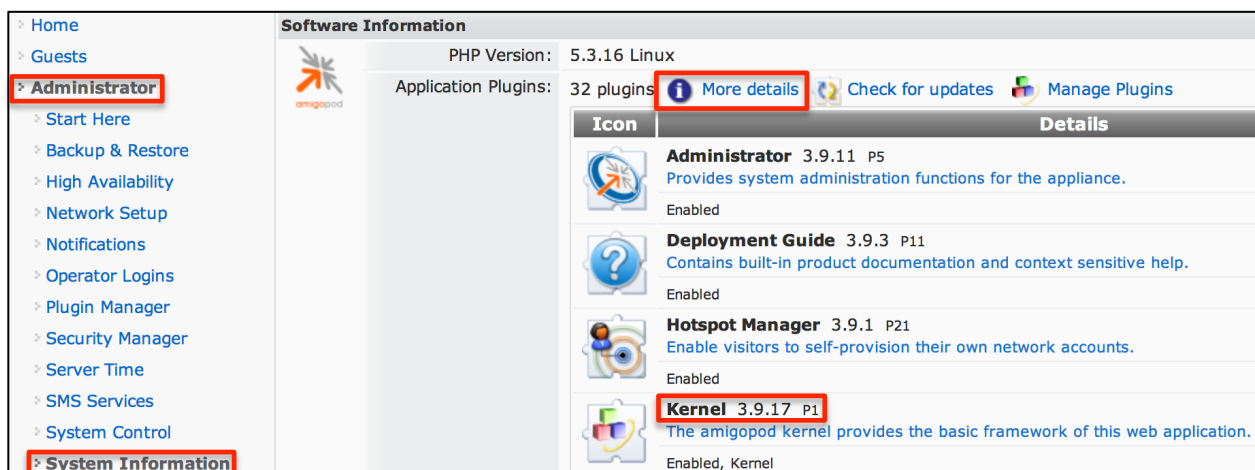 Home
Guests
Administrator
Start Here
Backup & Restore
High Availability
Network Setup
Notifications
Operator Logins
Plugin Manager
Security Manager
Server Time
SMS Services
System Control
System Information
Software Information
amigopod
PHP Version: 5.3.16 Linux
Application Plugins: 32 plugins More details Check for updates Manage Plugins
Icon Details
Administrator 3.9.11 P5
Provides system administration functions for the appliance.
Enabled
Deployment Guide 3.9.3 P11
Contains built-in product documentation and context sensitive help.
Enabled
Hotspot Manager 3.9.1 P21
Enable visitors to self-provision their own network accounts.
Enabled
Kernel 3.9.17 P1
The amigopod kernel provides the basic framework of this web application.
Enabled, Kernel